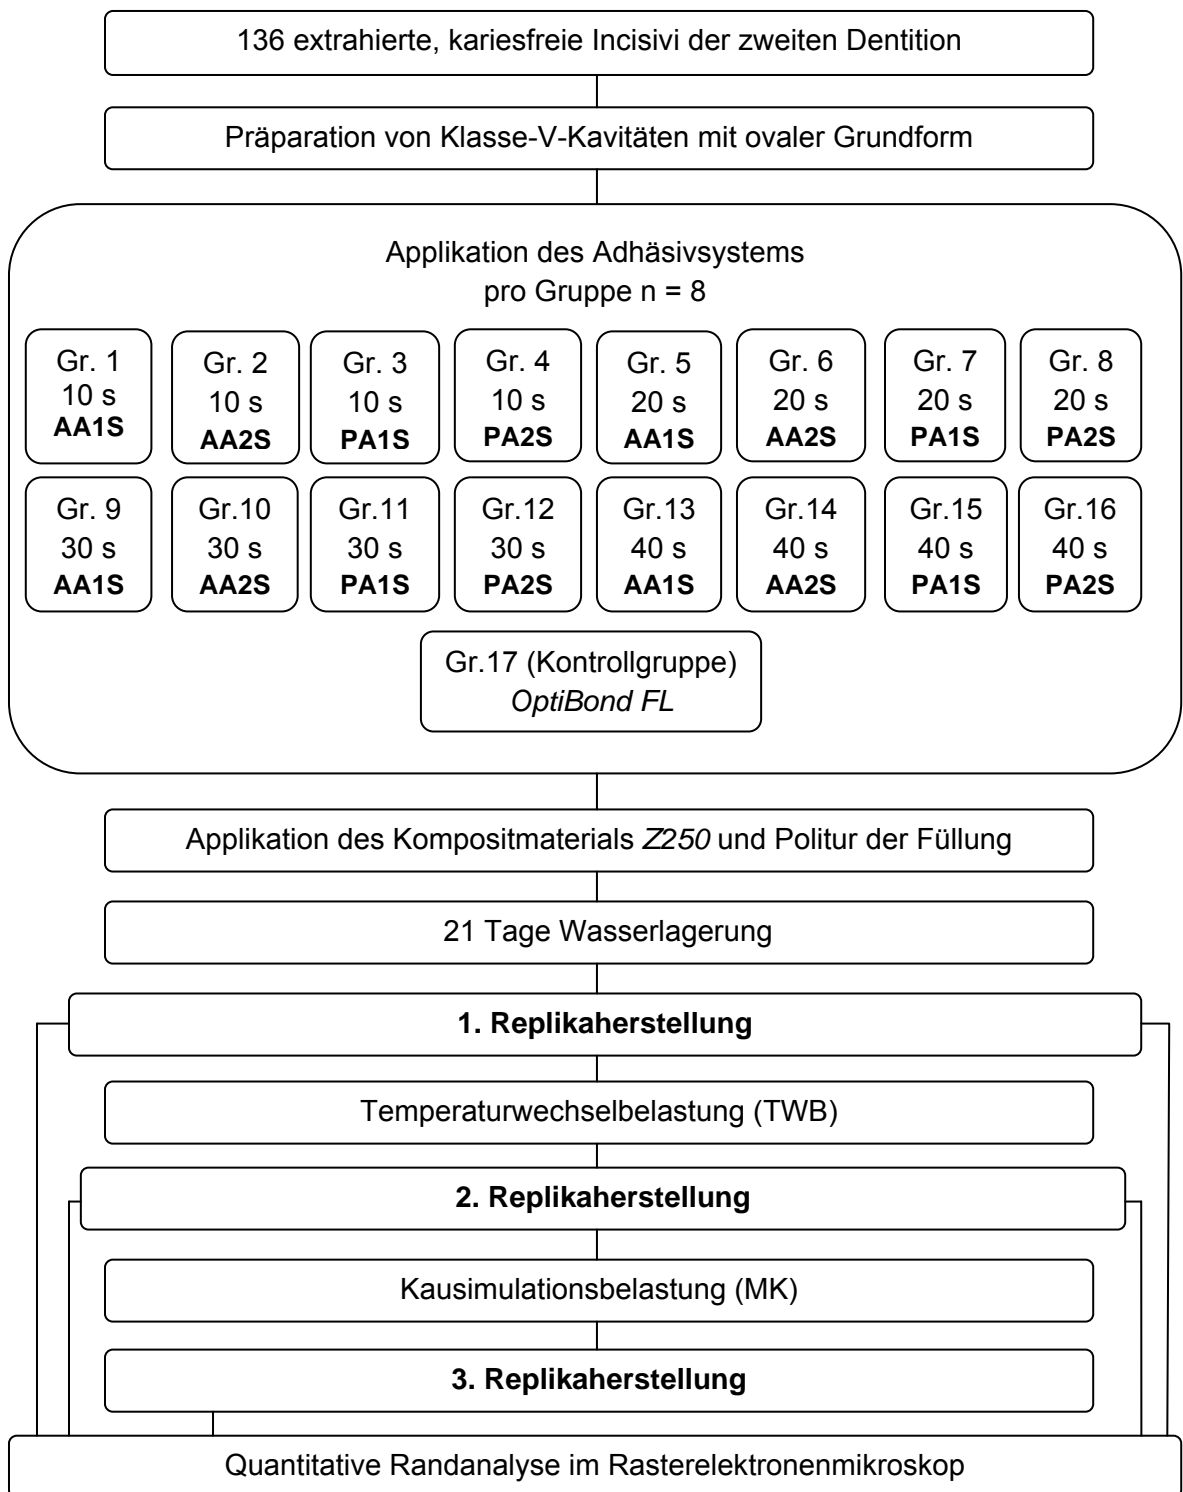 136 extrahierte, kariesfreie Incisivi der zweiten Dentition
Präparation von Klasse-V-Kavitäten mit ovaler Grundform
Applikation des Adhäsivsystems
pro Gruppe n = 8
Gr. 1
10 s
AA1S
Gr. 2
10 s
AA2S
Gr. 3
10 s
PA1S
Gr. 4
10 s
PA2S
Gr. 5
20 s
AA1S
Gr. 6
20 s
AA2S
Gr. 7
20 s
PA1S
Gr. 8
20 s
PA2S
Gr. 9
30 s
AA1S
Gr.10
30 s
AA2S
Gr.11
30 s
PA1S
Gr.12
30 s
PA2S
Gr.13
40 s
AA1S
Gr.14
40 s
AA2S
Gr.15
40 s
PA1S
Gr.16
40 s
PA2S
Gr.17 (Kontrollgruppe)
OptiBond FL
Applikation des Kompositmaterials Z250 und Politur der Füllung
21 Tage Wasserlagerung
1. Replikaherstellung
Temperaturwechselbelastung (TWB)
2. Replikaherstellung
Kausimulationsbelastung (MK)
3. Replikaherstellung
Quantitative Randanalyse im Rasterelektronenmikroskop